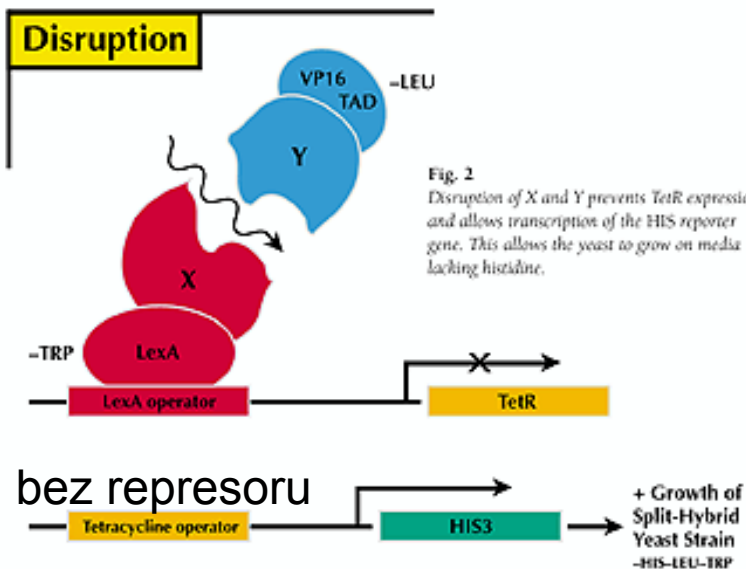 Disruption
VP16
TAD
–LEU
Y
Fig. 2
Disruption of X and Y prevents TetR expressio
and allows transcription of the HIS reporter
gene. This allows the yeast to grow on media
lacking histidine.
X
–TRP
LexA
LexA operator
X
TetR
bez represoru
Tetracycline operator
HIS3
+ Growth of
Split-Hybrid
Yeast Strain
–HIS–LEU–TRP